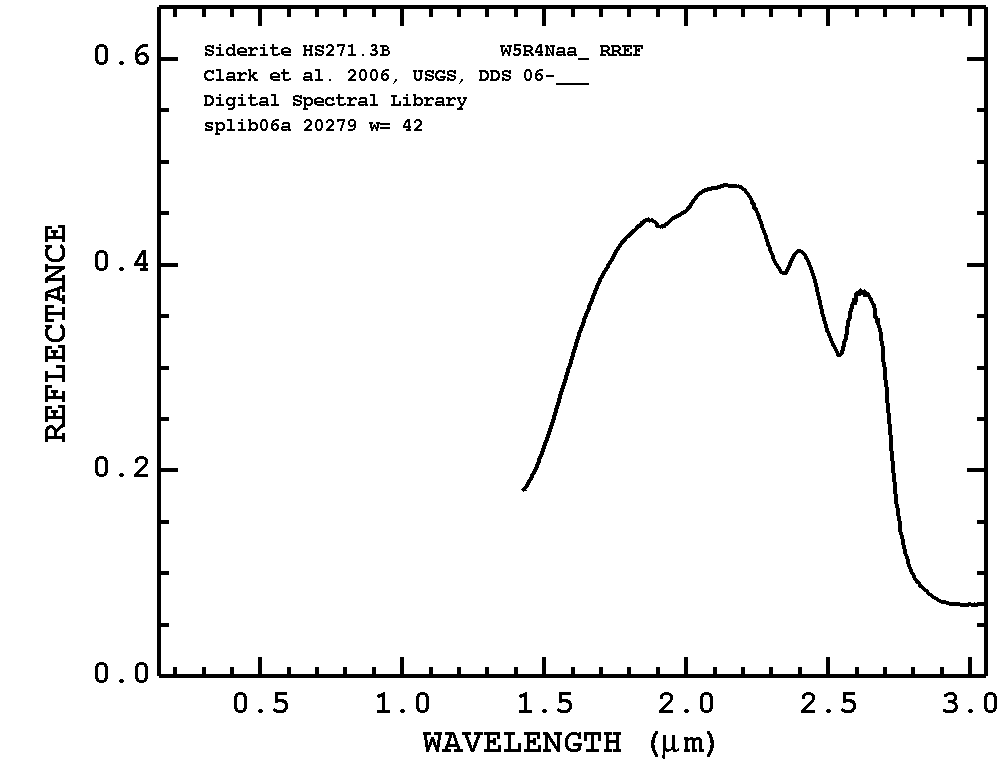 Siderite HS271.3B W5R4Naa_ RREF
Clark et al. 2006, USGS, DDS 06-___
Digital Spectral Library
splib06a 20279 w= 42
REFLECTANCE
0.6
0.4
0.2
0.0
0.5 1.0 1.5 2.0 2.5 3.0
WAVELENGTH (μm)